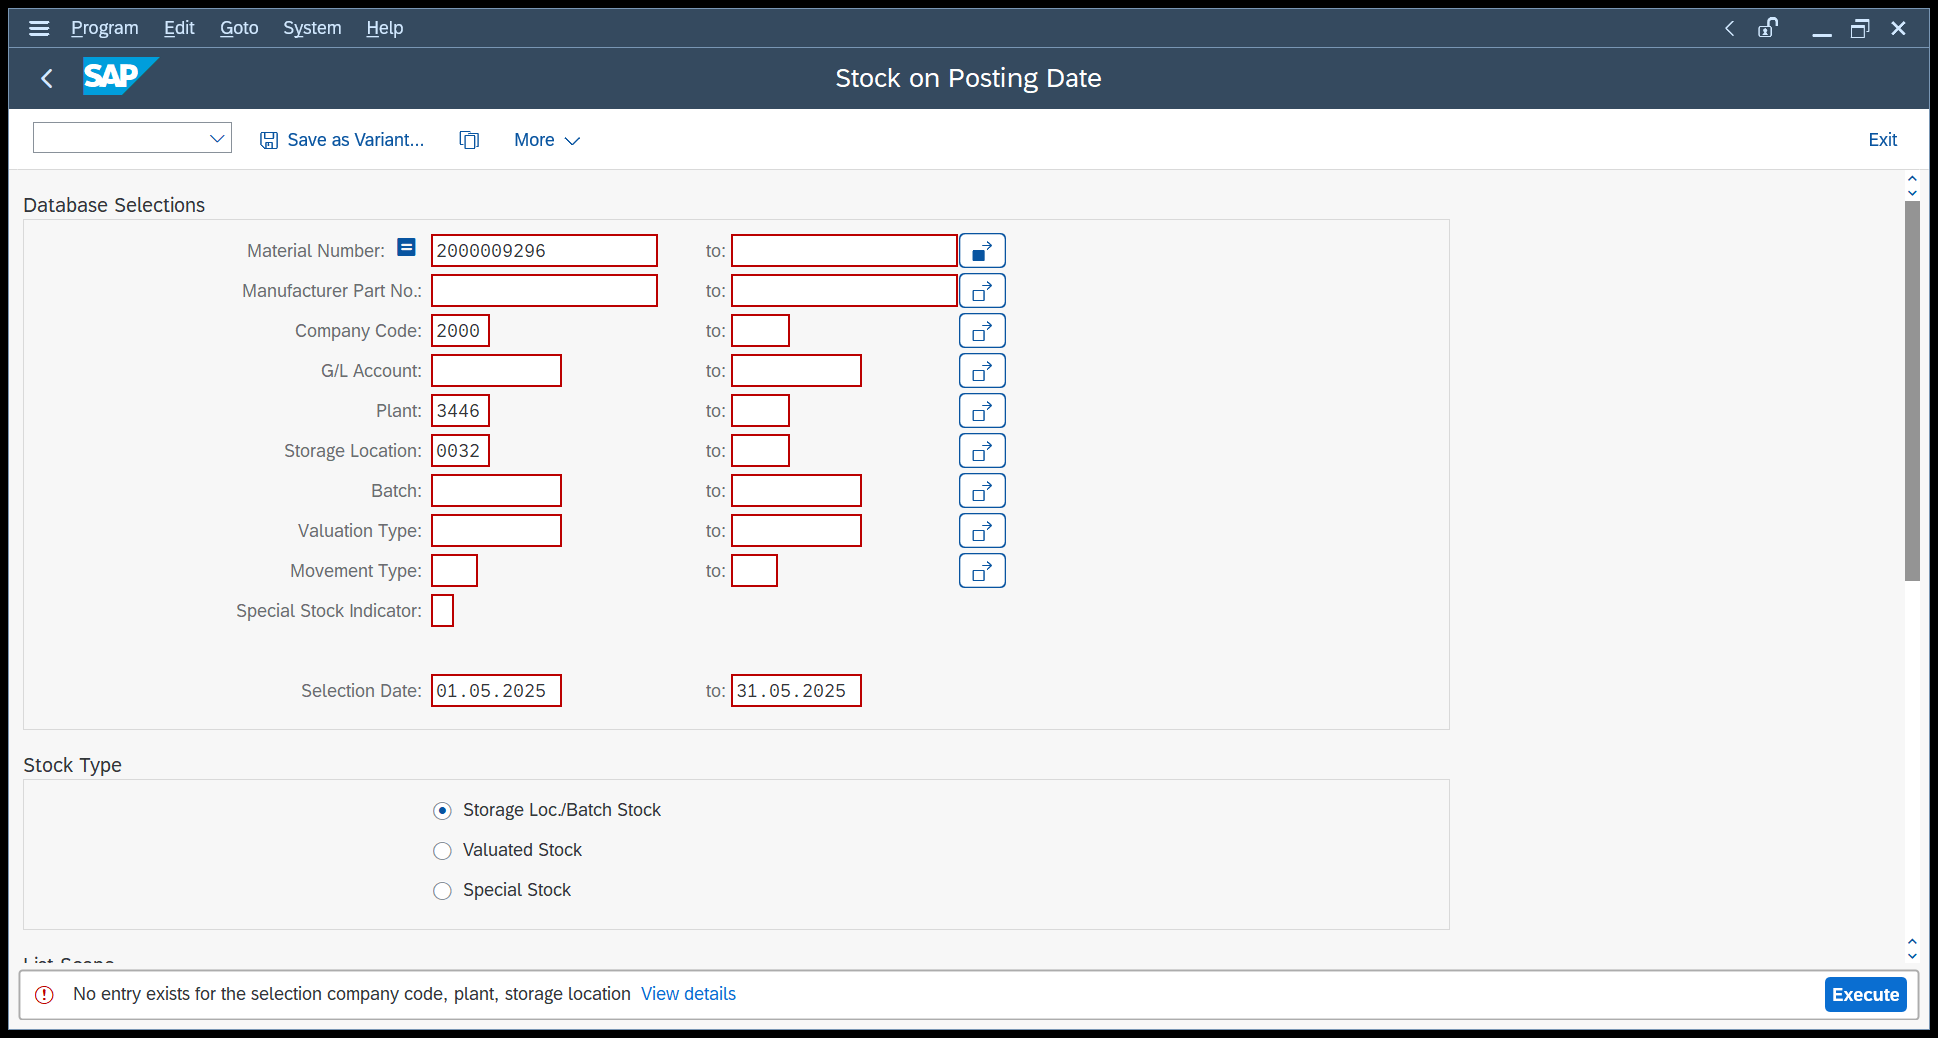 Program Edit Goto System Help
SAP Stock on Posting Date
Save as Variant... More Exit
Database Selections
Material Number: 2000009296 to:
Manufacturer Part No.: to:
Company Code: 2000 to:
G/L Account: to:
Plant: 3446 to:
Storage Location: 0032 to:
Batch: to:
Valuation Type: to:
Movement Type: to:
Special Stock Indicator:
Selection Date: 01.05.2025 to: 31.05.2025
Stock Type
Storage Loc./Batch Stock
Valuated Stock
Special Stock
List Scope
No entry exists for the selection company code, plant, storage location View details Execute